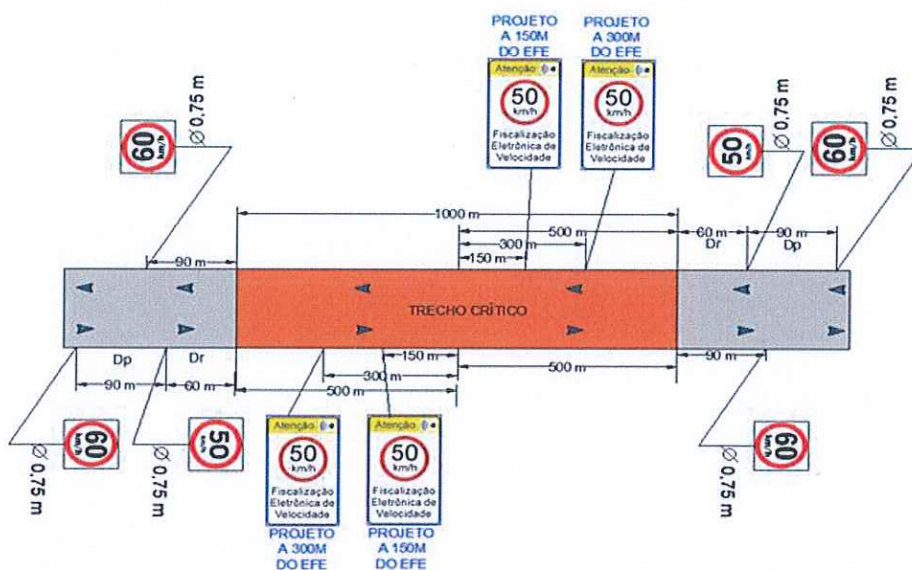 PROJETO
A 150M
DO EFE
PROJETO
A 300M
DO EFE
Atenção
50
km/h
Fiscalização
Eletrônica de
Velocidade
Atenção
50
km/h
Fiscalização
Eletrônica de
Velocidade
60
km/h
Ø 0,75 m
50
km/h
Ø 0,75 m
60
km/h
Ø 0,75 m
1000 m
500 m
300 m
150 m
60 m
Dr
90 m
Dp
90 m
TRECHO CRÍTICO
Dp
90 m
Dr
60 m
150 m
300 m
500 m
500 m
90 m
60
km/h
Ø 0,75 m
50
km/h
Ø 0,75 m
Atenção
50
km/h
Fiscalização
Eletrônica de
Velocidade
PROJETO
A 300M
DO EFE
Atenção
50
km/h
Fiscalização
Eletrônica de
Velocidade
PROJETO
A 150M
DO EFE
60
km/h
Ø 0,75 m